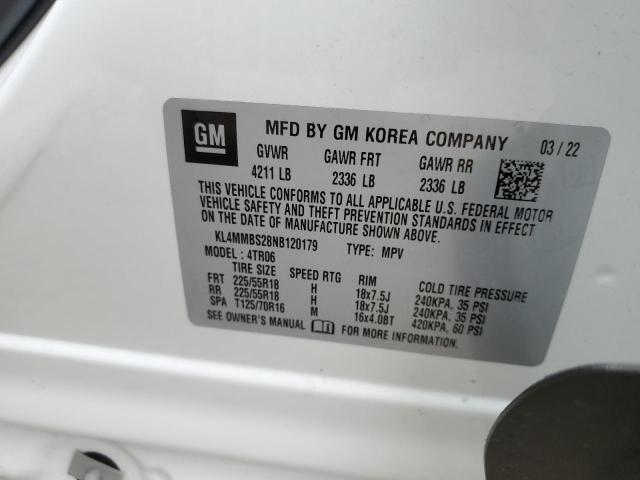 GM MFD BY GM KOREA COMPANY 03 / 22
GVWR GAWR FRT GAWR RR
4211 LB 2336 LB 2336 LB
THIS VEHICLE CONFORMS TO ALL APPLICABLE U.S. FEDERAL MOTOR
VEHICLE SAFETY AND THEFT PREVENTION STANDARDS IN EFFECT
ON THE DATE OF MANUFACTURE SHOWN ABOVE.
KL4MMBS28NB120179 TYPE: MPV
MODEL: 4TR06
TIRE SIZE SPEED RTG RIM COLD TIRE PRESSURE
FRT 225/55R18 H 18x7.5J 240KPA, 35 PSI
RR 225/55R18 H 18x7.5J 240KPA, 35 PSI
SPA T125/70R16 M 16x4.0BT 420KPA, 60 PSI
SEE OWNER'S MANUAL FOR MORE INFORMATION.